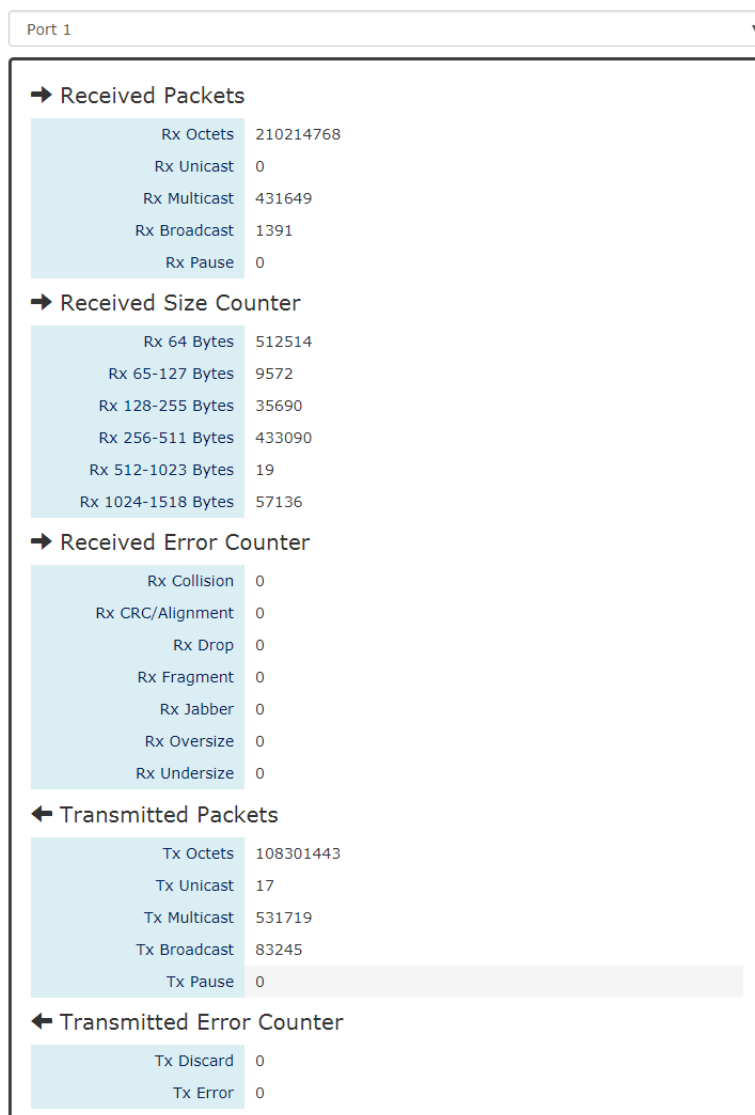 Port 1
Received Packets
Rx Octets 210214768
Rx Unicast 0
Rx Multicast 431649
Rx Broadcast 1391
Rx Pause 0
Received Size Counter
Rx 64 Bytes 512514
Rx 65-127 Bytes 9572
Rx 128-255 Bytes 35690
Rx 256-511 Bytes 433090
Rx 512-1023 Bytes 19
Rx 1024-1518 Bytes 57136
Received Error Counter
Rx Collision 0
Rx CRC/Alignment 0
Rx Drop 0
Rx Fragment 0
Rx Jabber 0
Rx Oversize 0
Rx Undersize 0
Transmitted Packets
Tx Octets 108301443
Tx Unicast 17
Tx Multicast 531719
Tx Broadcast 83245
Tx Pause 0
Transmitted Error Counter
Tx Discard 0
Tx Error 0